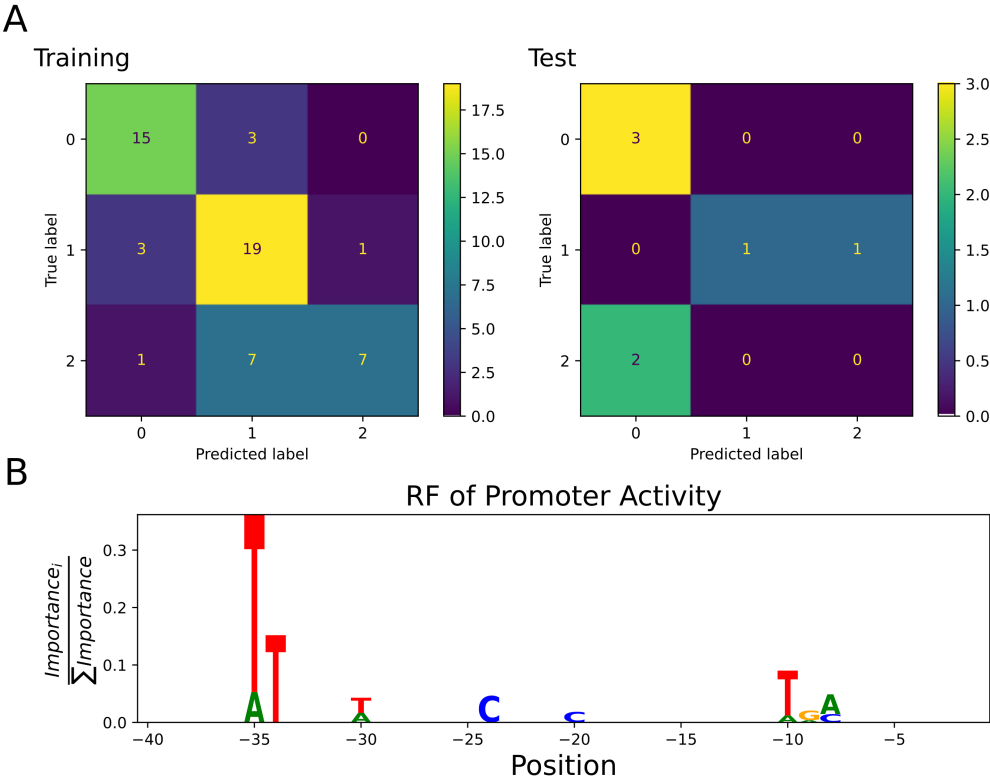 A
Training
Test
0
15
3
0
1
3
19
1
2
1
7
7
0
1
2
True label
Predicted label
17.5
15.0
12.5
10.0
7.5
5.0
2.5
0.0
0
3
0
0
1
0
1
1
2
2
0
0
0
1
2
True label
Predicted label
3.0
2.5
2.0
1.5
1.0
0.5
0.0
B
RF of Promoter Activity
Importanceᵢ
∑Importance
0.3
0.2
0.1
0.0
T
A
T
T
A
C
C
T
A
G
A
C
−40
−35
−30
−25
−20
−15
−10
−5
Position